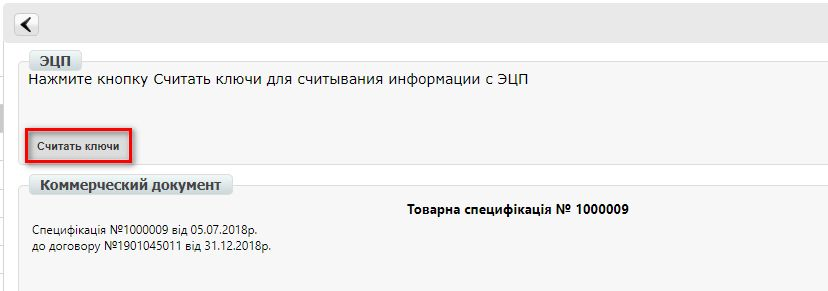 ЭЦП
Нажмите кнопку Считать ключи для считывания информации с ЭЦП
Считать ключи
Коммерческий документ
Товарна специфікація № 1000009
Специфікація №1000009 від 05.07.2018р.
до договору №1901045011 від 31.12.2018р.